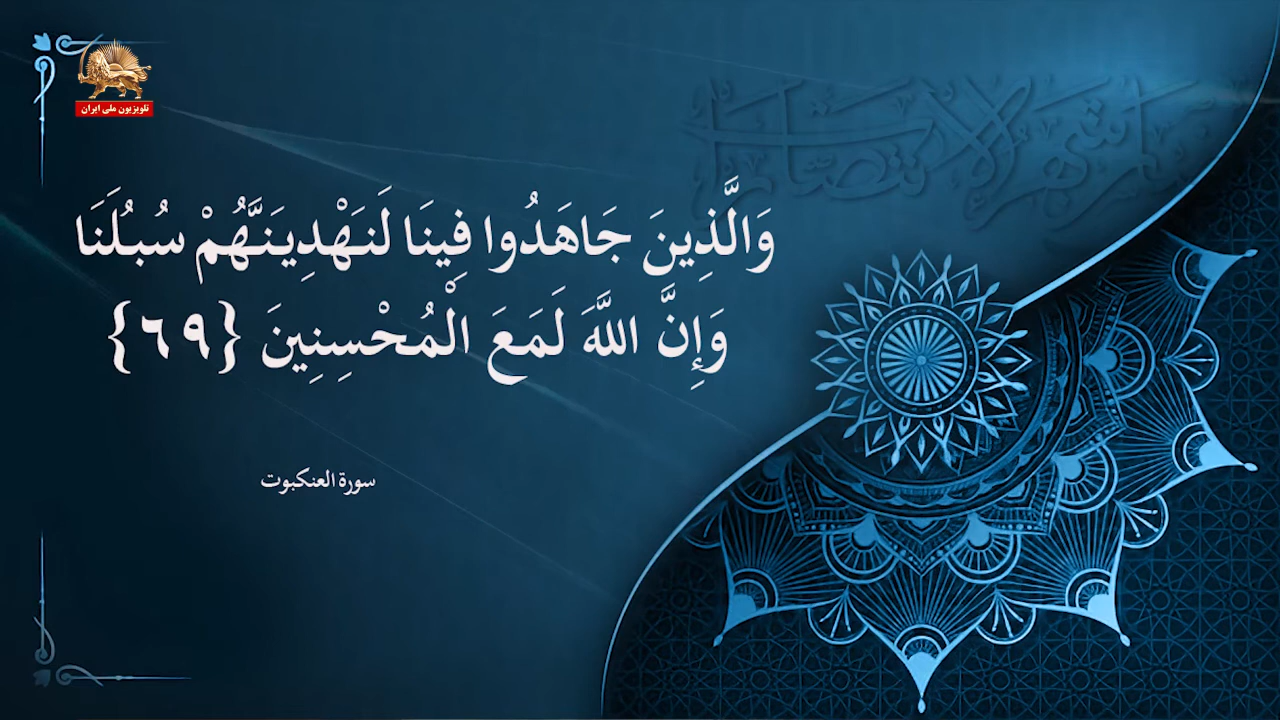 تلویزیون ملی ایران
وَالَّذِينَ جَاهَدُوا فِينَا لَنَهْدِيَنَّهُمْ سُبُلَنَا
وَإِنَّ اللَّهَ لَمَعَ الْمُحْسِنِينَ {٦٩}
سورة العنكبوت